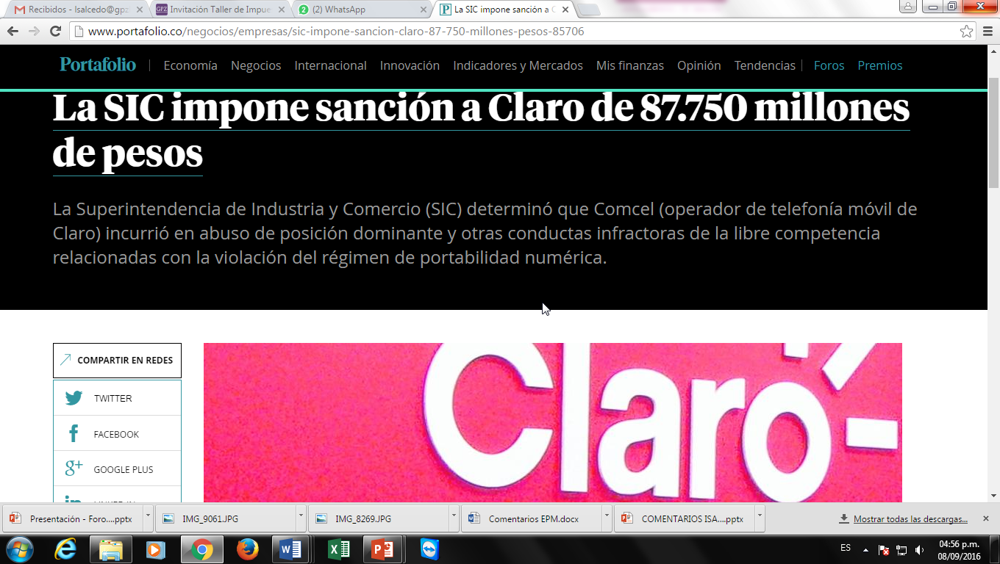 Recibidos - lsalcedo@gpz
Invitación Taller de Impue
(2) WhatsApp
La SIC impone sanción a C
www.portafolio.co/negocios/empresas/sic-impone-sancion-claro-87-750-millones-pesos-85706
Portafolio
Economía Negocios Internacional Innovación Indicadores y Mercados Mis finanzas Opinión Tendencias Foros Premios
La SIC impone sanción a Claro de 87.750 millones
de pesos
La Superintendencia de Industria y Comercio (SIC) determinó que Comcel (operador de telefonía móvil de
Claro) incurrió en abuso de posición dominante y otras conductas infractoras de la libre competencia
relacionadas con la violación del régimen de portabilidad numérica.
COMPARTIR EN REDES
TWITTER
FACEBOOK
GOOGLE PLUS
Claro
Presentación - Foro....pptx
IMG_9061.JPG
IMG_8269.JPG
Comentarios EPM.docx
COMENTARIOS ISA....pptx
Mostrar todas las descargas...
ES
04:56 p.m.
08/09/2016